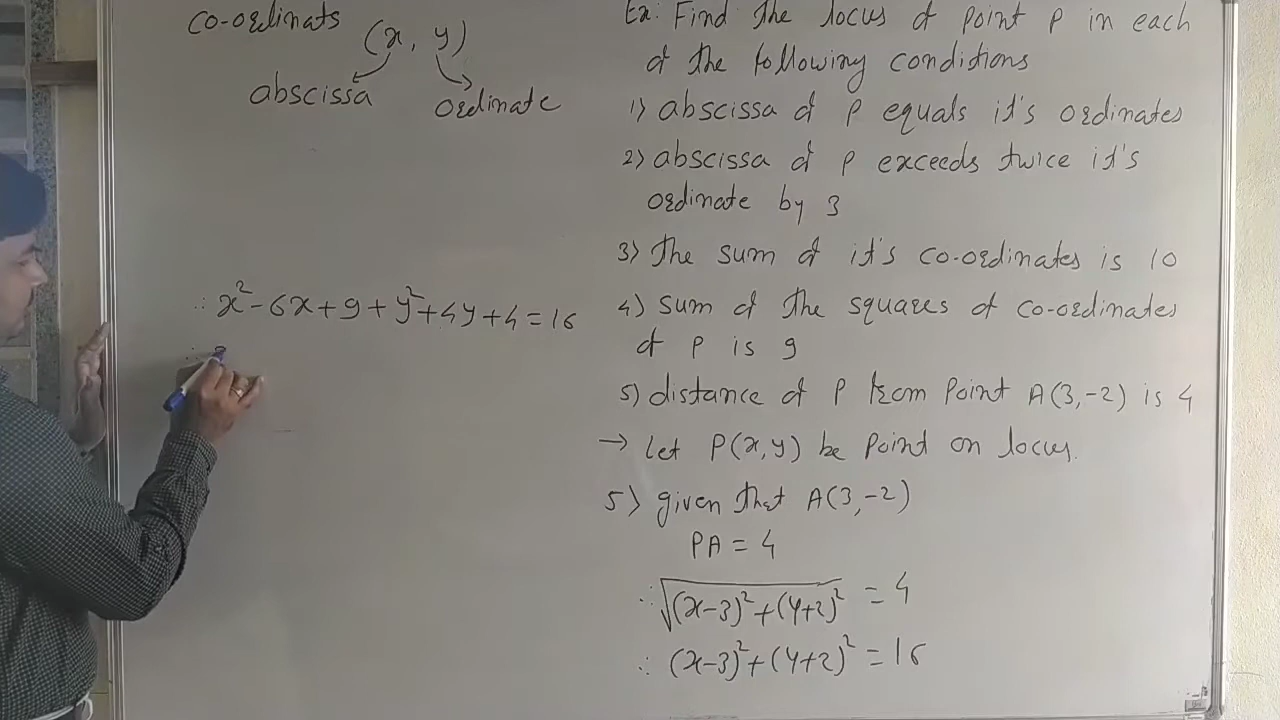 co-ordinats (x, y)
abscissa ordinate
∴ x²-6x+9+y²+4y+4=16
∴
Ex: Find the locus of point P in each
of the following conditions
1) abscissa of P equals it's ordinates
2) abscissa of P exceeds twice it's
ordinate by 3
3) The sum of it's co-ordinates is 10
4) sum of the squares of co-ordinates
of P is 9
5) distance of P from Point A(3,-2) is 4
→ Let P(x,y) be Point on locus.
5) given that A(3,-2)
PA = 4
∴ √(x-3)²+(y+2)² = 4
∴ (x-3)²+(y+2)² = 16